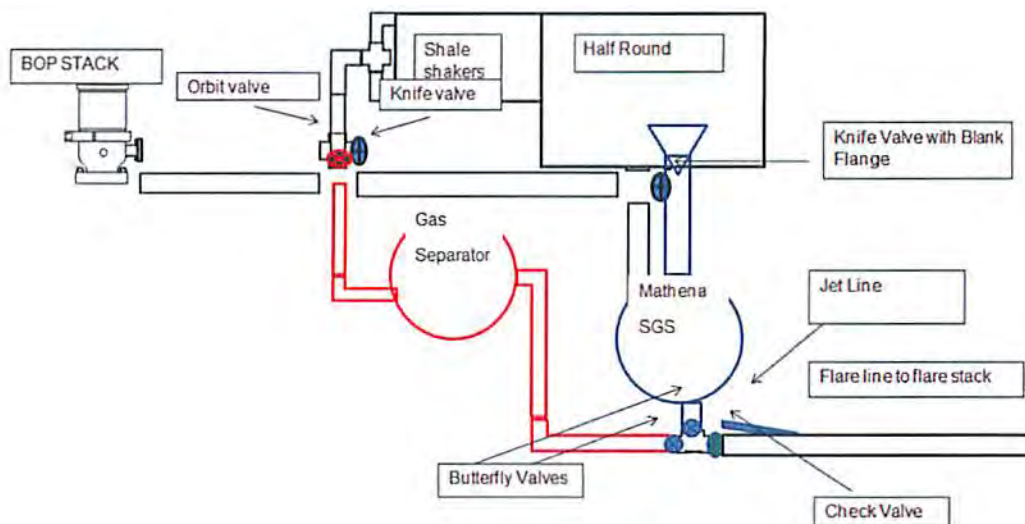 BOP STACK
Orbit valve
Shale
shakers
Knife valve
Half Round
Knife Valve with Blank
Flange
Gas
Separator
Mathena
SGS
Jet Line
Flare line to flare stack
Butterfly Valves
Check Valve